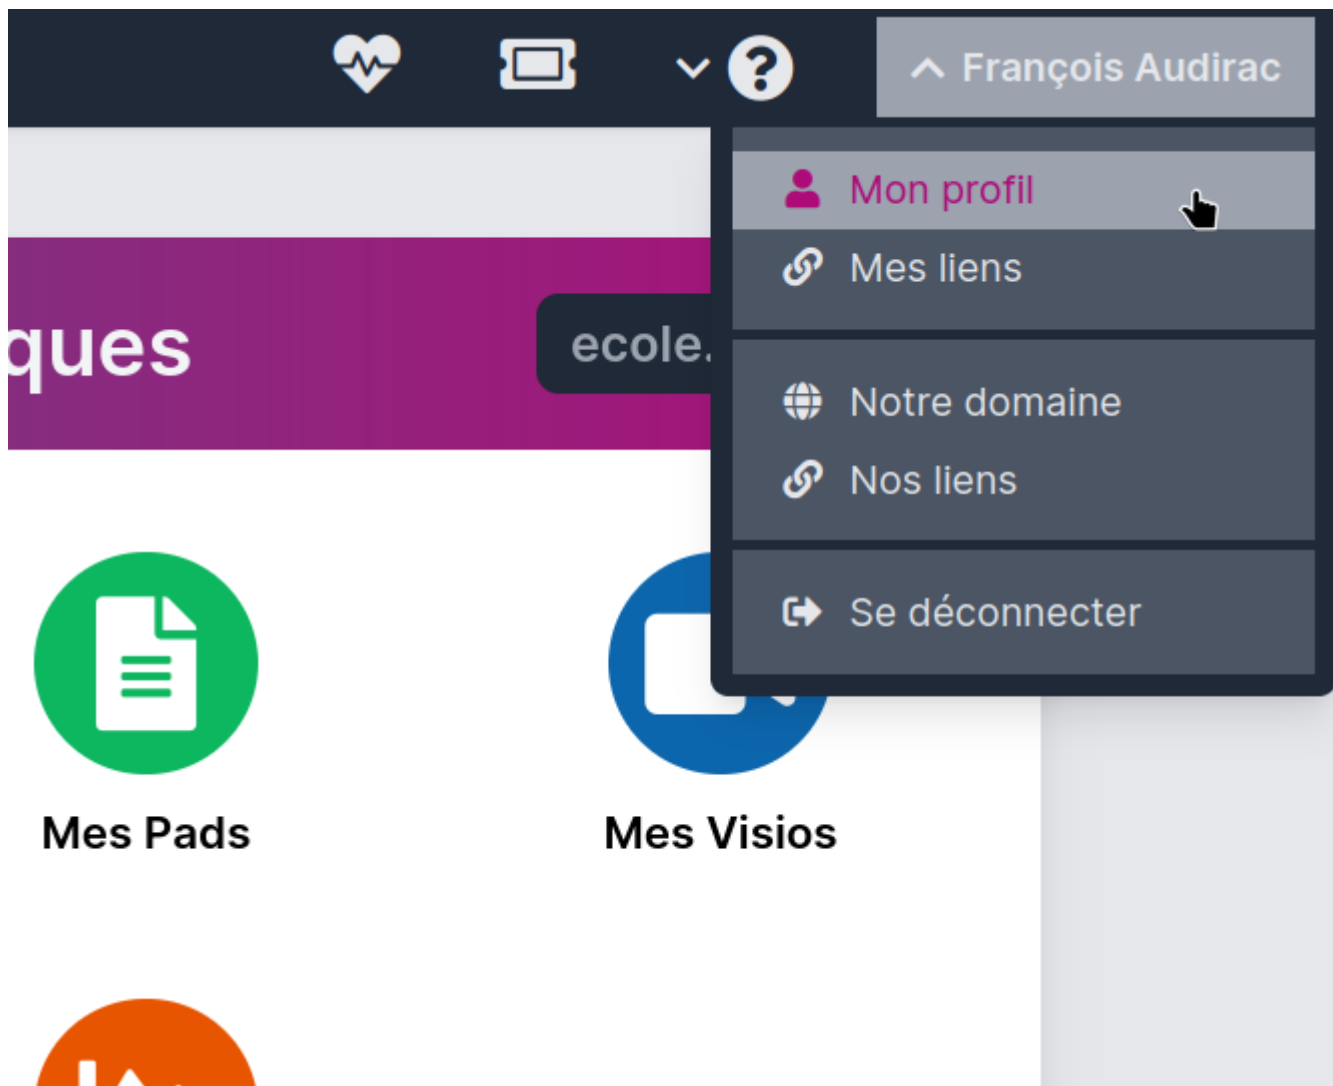 François Audirac
Mon profil
Mes liens
ques
ecole.
Notre domaine
Nos liens
Se déconnecter
Mes Pads
Mes Visios